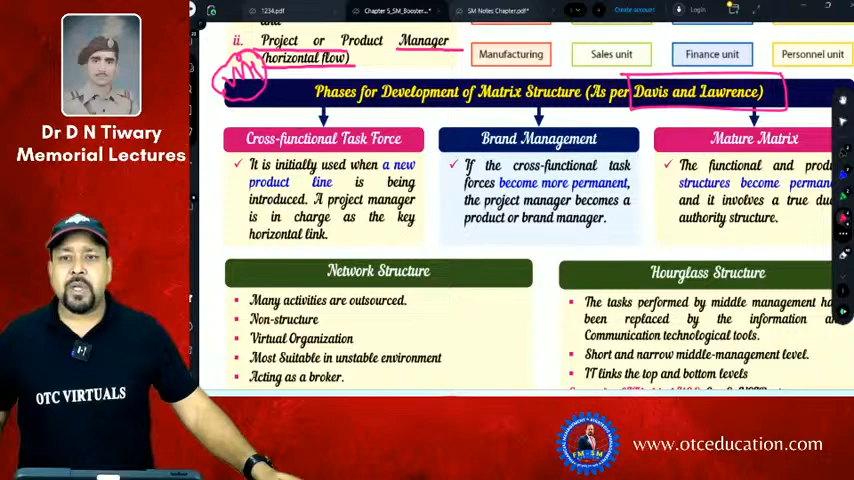 1234.pdf
Chapter 5_SM_Booster...*
SM Notes Chapter.pdf*
Create account
Login
ii. Project or Product Manager
(horizontal flow)
Manufacturing
Sales unit
Finance unit
Personnel unit
Phases for Development of Matrix Structure (As per Davis and Lawrence)
Cross-functional Task Force
It is initially used when a new
product line is being
introduced. A project manager
is in charge as the key
horizontal link.
Brand Management
If the cross-functional task
forces become more permanent,
the project manager becomes a
product or brand manager.
Mature Matrix
The functional and produ
structures become perman
and it involves a true dua
authority structure.
Network Structure
Many activities are outsourced.
Non-structure
Virtual Organization
Most Suitable in unstable environment
Acting as a broker.
Hourglass Structure
The tasks performed by middle management ha
been replaced by the information a
Communication technological tools.
Short and narrow middle-management level.
IT links the top and bottom levels
Dr D N Tiwary
Memorial Lectures
OTC VIRTUALS
FM-SM
www.otceducation.com